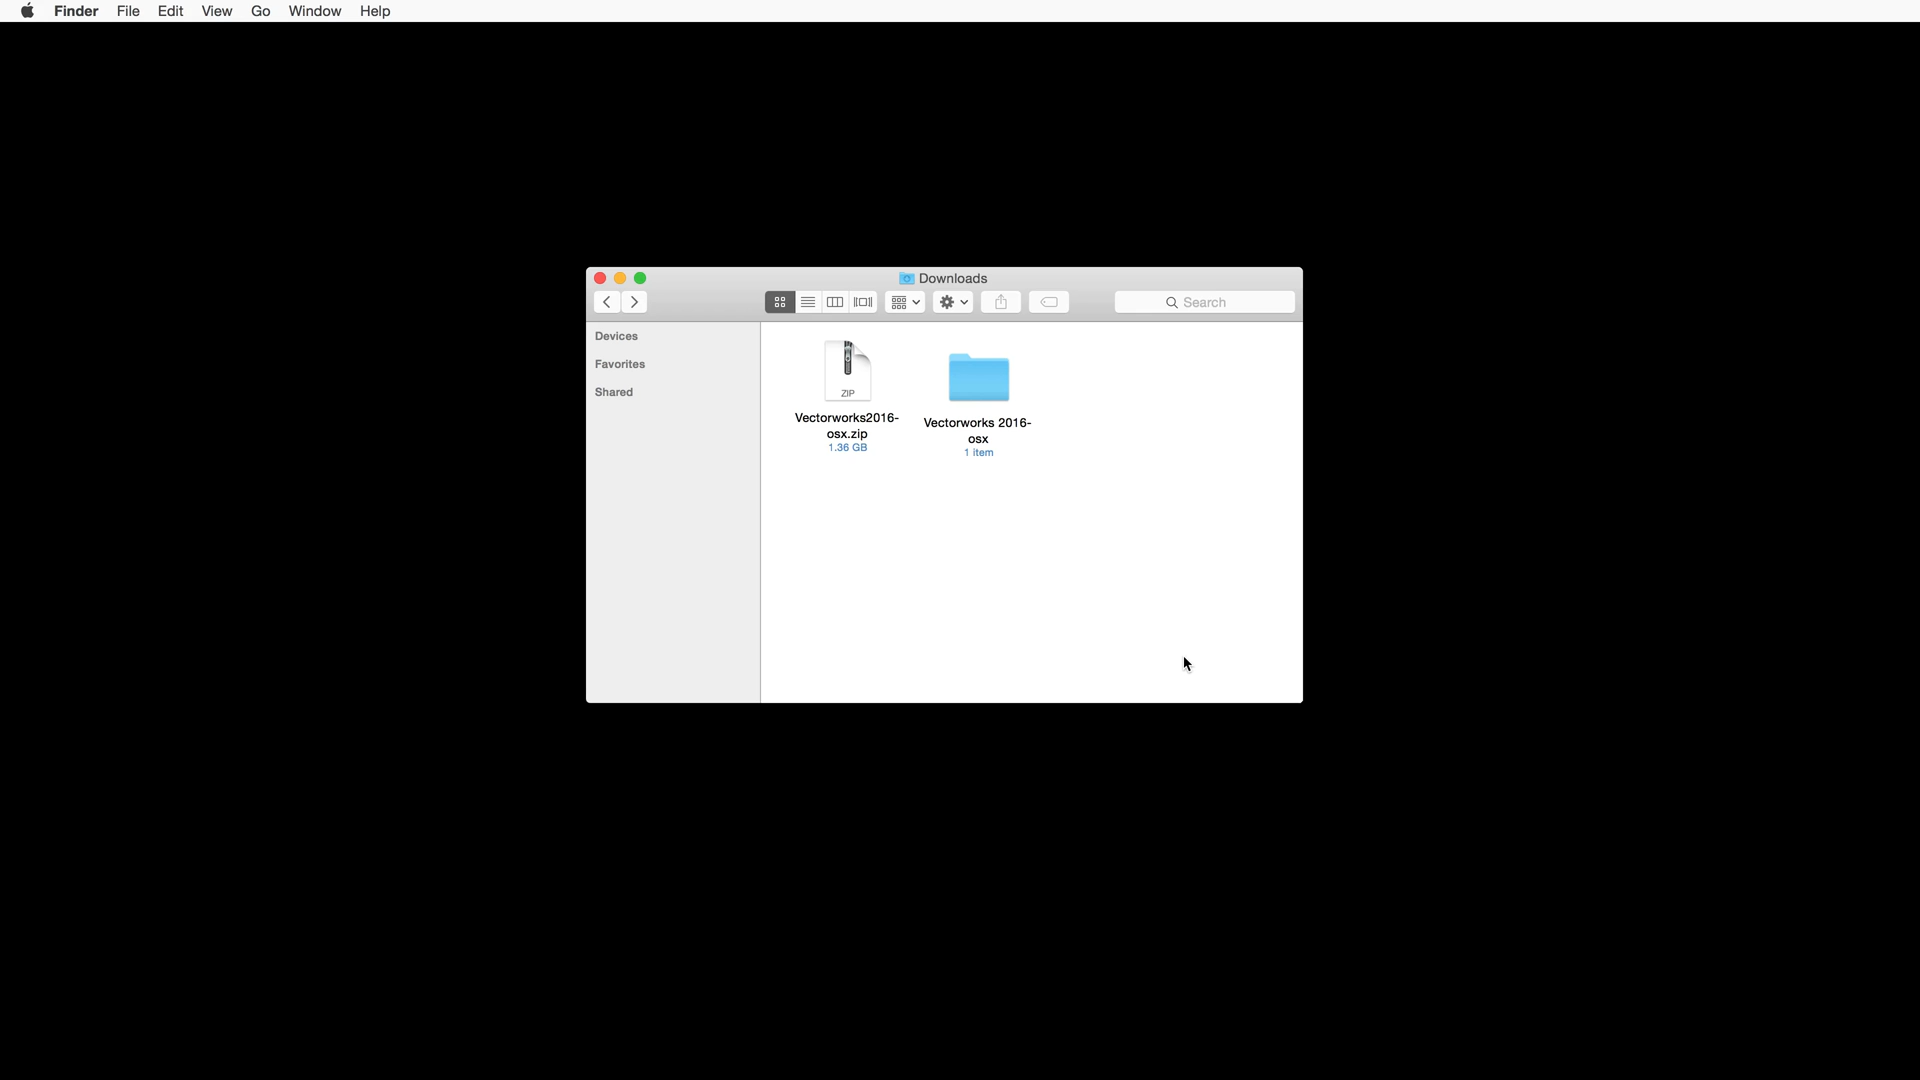 Finder File Edit View Go Window Help
Downloads
Search
Devices
Favorites
Shared
ZIP
Vectorworks2016-
osx.zip
1.36 GB
Vectorworks 2016-
osx
1 item